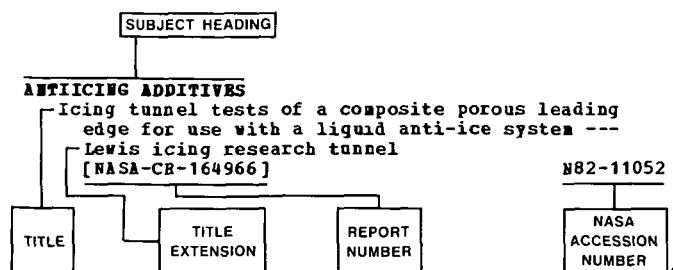 SUBJECT HEADING
ANTIICING ADDITIVES
Icing tunnel tests of a composite porous leading
edge for use with a liquid anti-ice system ---
Lewis icing research tunnel
[NASA-CR-164966] N82-11052
TITLE
TITLE
EXTENSION
REPORT
NUMBER
NASA
ACCESSION
NUMBER